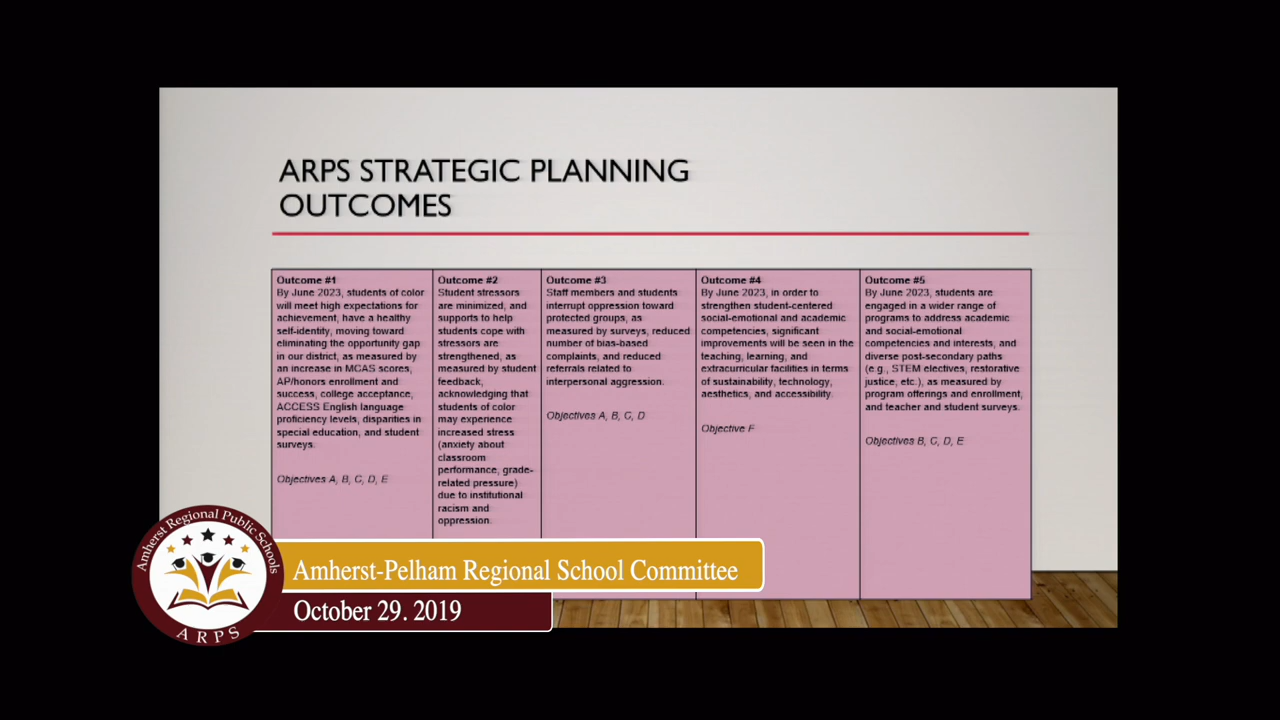 ARPS STRATEGIC PLANNING
OUTCOMES
Outcome #1
By June 2023, students of color
will meet high expectations for
achievement, have a healthy
self-identity, moving toward
eliminating the opportunity gap
in our district, as measured by
an increase in MCAS scores,
AP/honors enrollment and
success, college acceptance,
ACCESS English language
proficiency levels, disparities in
special education, and student
surveys.
Objectives A, B, C, D, E
Outcome #2
Student stressors
are minimized, and
supports to help
students cope with
stressors are
strengthened, as
measured by student
feedback,
acknowledging that
students of color
may experience
increased stress
(anxiety about
classroom
performance, grade-
related pressure)
due to institutional
racism and
oppression.
Outcome #3
Staff members and students
interrupt oppression toward
protected groups, as
measured by surveys, reduced
number of bias-based
complaints, and reduced
referrals related to
interpersonal aggression.
Objectives A, B, C, D
Outcome #4
By June 2023, in order to
strengthen student-centered
social-emotional and academic
competencies, significant
improvements will be seen in the
teaching, learning, and
extracurricular facilities in terms
of sustainability, technology,
aesthetics, and accessibility.
Objective F
Outcome #5
By June 2023, students are
engaged in a wider range of
programs to address academic
and social-emotional
competencies and interests, and
diverse post-secondary paths
(e.g., STEM electives, restorative
justice, etc.), as measured by
program offerings and enrollment,
and teacher and student surveys.
Objectives B, C, D, E
Amherst Regional Public Schools
ARPS
Amherst-Pelham Regional School Committee
October 29. 2019